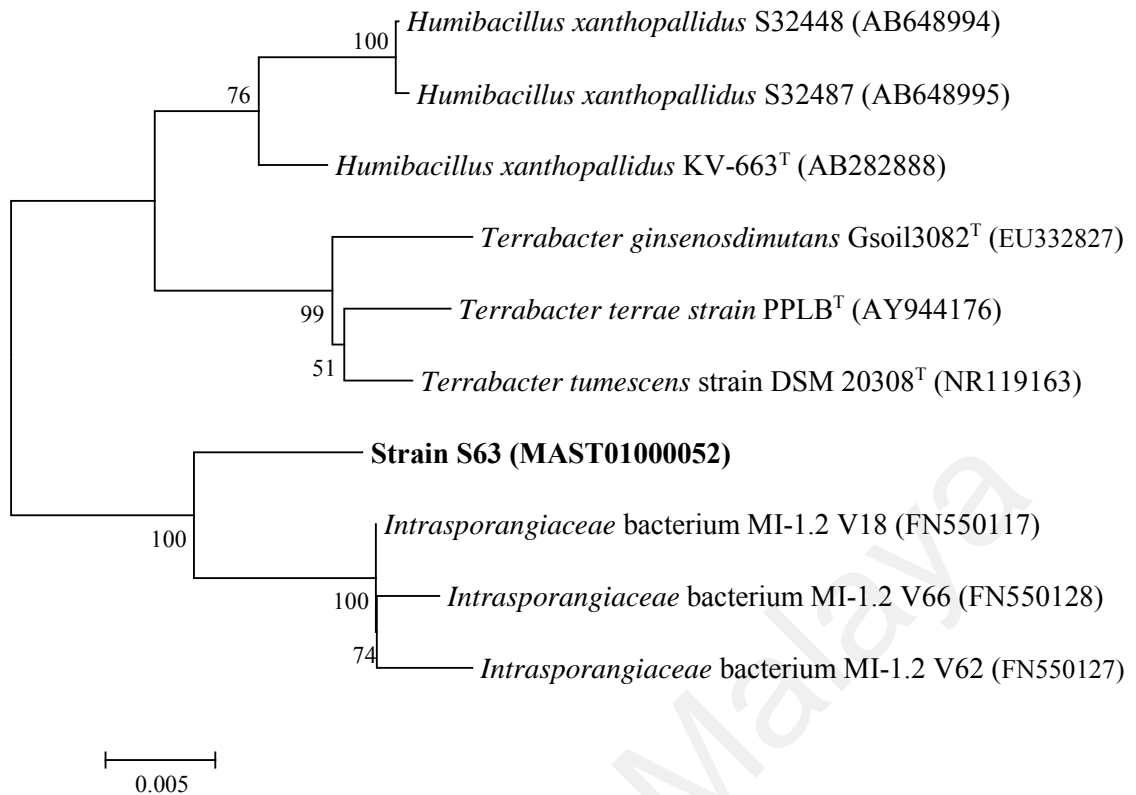 Humibacillus xanthopallidus S32448 (AB648994)
100
Humibacillus xanthopallidus S32487 (AB648995)
76
Humibacillus xanthopallidus KV-663ᵀ (AB282888)
Terrabacter ginsenosdimutans Gsoil3082ᵀ (EU332827)
Terrabacter terrae strain PPLBᵀ (AY944176)
99
51
Terrabacter tumescens strain DSM 20308ᵀ (NR119163)
Strain S63 (MAST01000052)
Intrasporangiaceae bacterium MI-1.2 V18 (FN550117)
100
Intrasporangiaceae bacterium MI-1.2 V66 (FN550128)
100
74
Intrasporangiaceae bacterium MI-1.2 V62 (FN550127)
0.005
Malaya